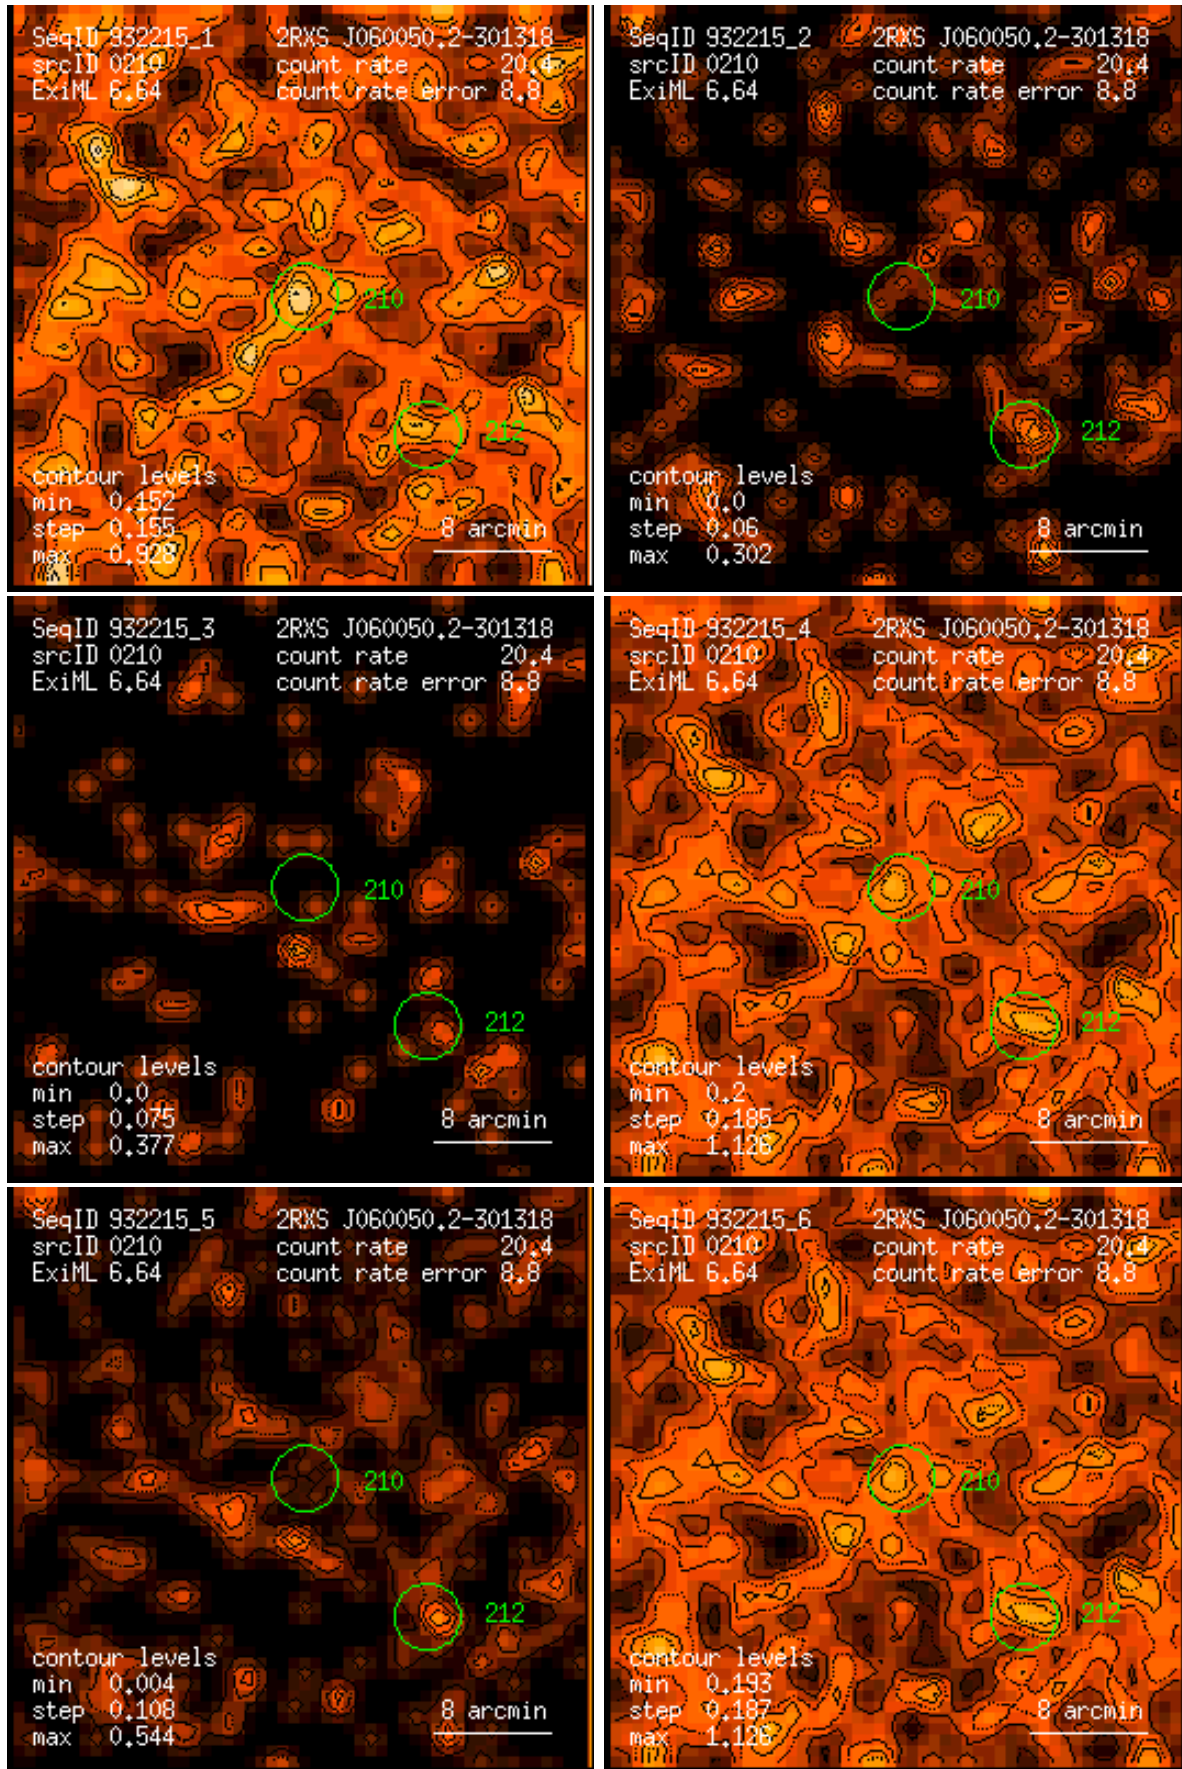 SeqID 932215_1 2RXS J060050.2-301318
srcID 0210 count rate 20.4
ExiML 6.64 count rate error 8.8
210
212
contour levels
min 0.152
step 0.155 8 arcmin
max 0.928
SeqID 932215_2 2RXS J060050.2-301318
srcID 0210 count rate 20.4
ExiML 6.64 count rate error 8.8
210
212
contour levels
min 0.0
step 0.06 8 arcmin
max 0.302
SeqID 932215_3 2RXS J060050.2-301318
srcID 0210 count rate 20.4
ExiML 6.64 count rate error 8.8
210
212
contour levels
min 0.0
step 0.075 8 arcmin
max 0.377
SeqID 932215_4 2RXS J060050.2-301318
srcID 0210 count rate 20.4
ExiML 6.64 count rate error 8.8
210
212
contour levels
min 0.2
step 0.185 8 arcmin
max 1.126
SeqID 932215_5 2RXS J060050.2-301318
srcID 0210 count rate 20.4
ExiML 6.64 count rate error 8.8
210
212
contour levels
min 0.004
step 0.108 8 arcmin
max 0.544
SeqID 932215_6 2RXS J060050.2-301318
srcID 0210 count rate 20.4
ExiML 6.64 count rate error 8.8
210
212
contour levels
min 0.193
step 0.187 8 arcmin
max 1.126